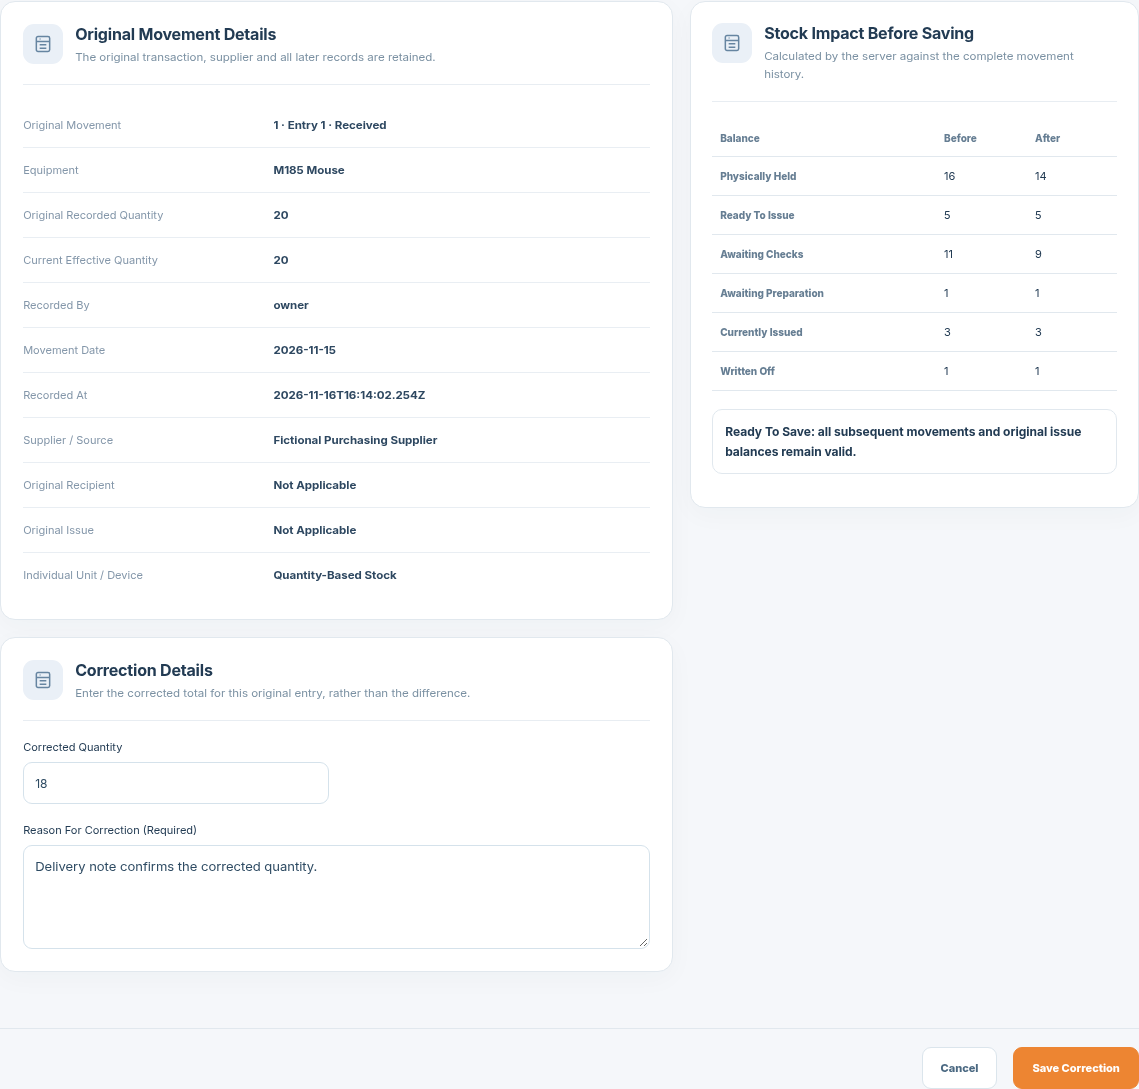 Original Movement Details
The original transaction, supplier and all later records are retained.
Original Movement 1 · Entry 1 · Received
Equipment M185 Mouse
Original Recorded Quantity 20
Current Effective Quantity 20
Recorded By owner
Movement Date 2026-11-15
Recorded At 2026-11-16T16:14:02.254Z
Supplier / Source Fictional Purchasing Supplier
Original Recipient Not Applicable
Original Issue Not Applicable
Individual Unit / Device Quantity-Based Stock
Correction Details
Enter the corrected total for this original entry, rather than the difference.
Corrected Quantity
18
Reason For Correction (Required)
Delivery note confirms the corrected quantity.
Stock Impact Before Saving
Calculated by the server against the complete movement
history.
Balance Before After
Physically Held 16 14
Ready To Issue 5 5
Awaiting Checks 11 9
Awaiting Preparation 1 1
Currently Issued 3 3
Written Off 1 1
Ready To Save: all subsequent movements and original issue
balances remain valid.
Cancel
Save Correction